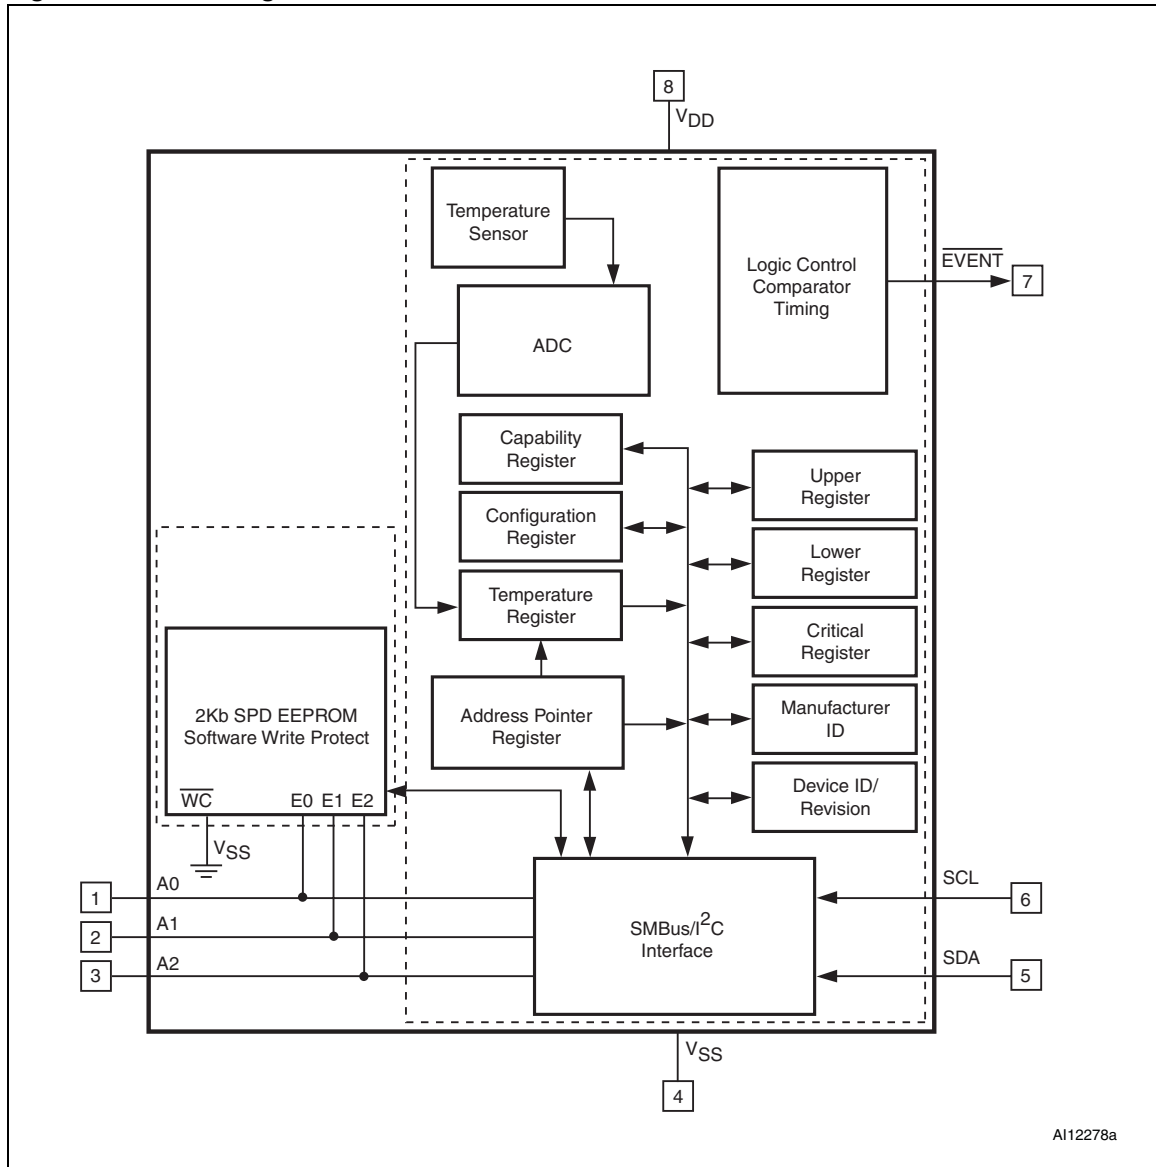 8
VDD
Temperature
Sensor
Logic Control
Comparator
Timing
EVENT
7
ADC
Capability
Register
Upper
Register
Configuration
Register
Lower
Register
Temperature
Register
Critical
Register
2Kb SPD EEPROM
Software Write Protect
Address Pointer
Register
Manufacturer
ID
WC
E0 E1 E2
Device ID/
Revision
VSS
1
A0
2
A1
3
A2
SMBus/I2C
Interface
SCL
6
SDA
5
VSS
4
AI12278a